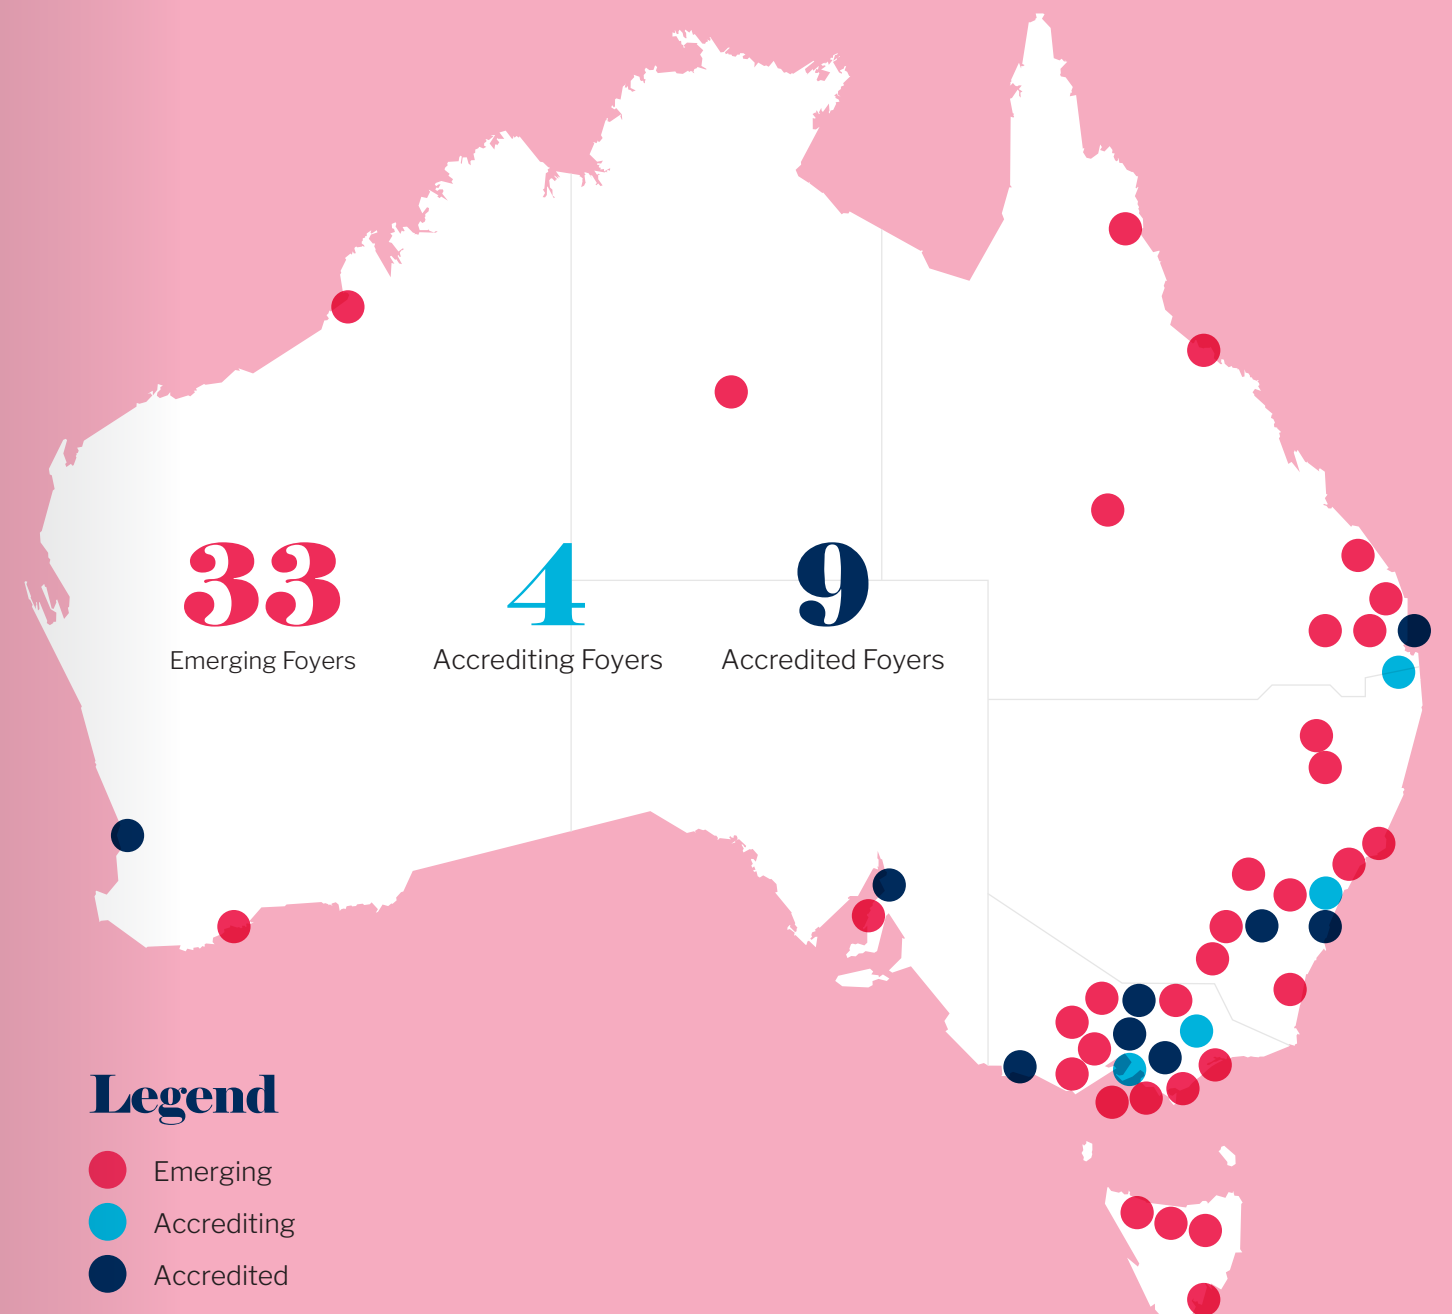 33
Emerging Foyers
4
Accrediting Foyers
9
Accredited Foyers
Legend
Emerging
Accrediting
Accredited